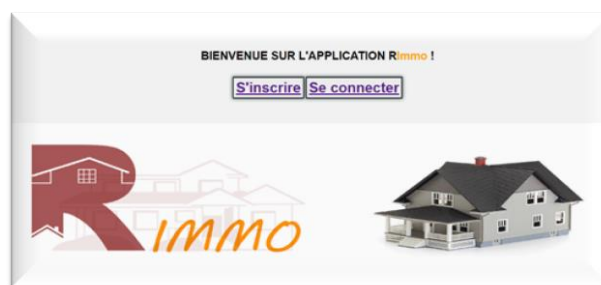 BIENVENUE SUR L'APPLICATION RImmo !
S'inscrire Se connecter
RIMMO